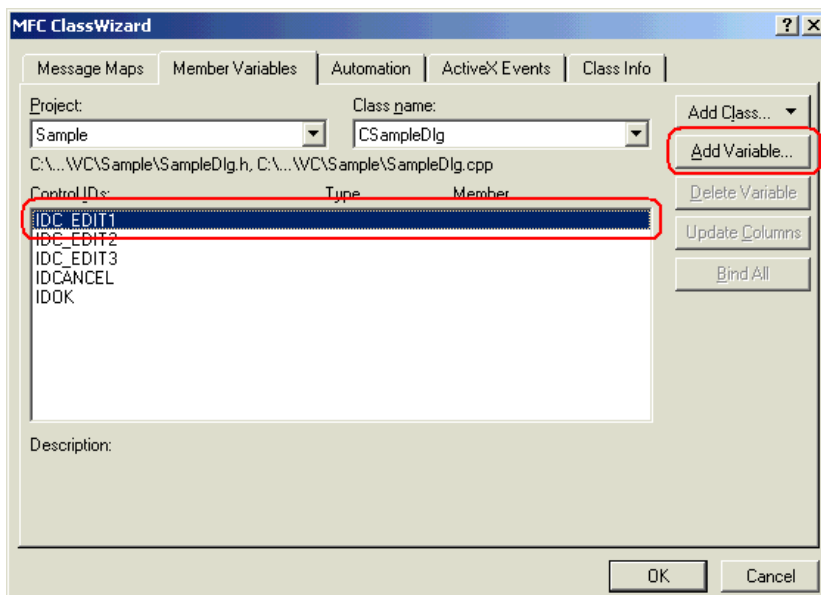 MFC ClassWizard
Message Maps Member Variables Automation ActiveX Events Class Info
Project: Class name:
Sample CSampleDlg
C:\...\VC\Sample\SampleDlg.h, C:\...\VC\Sample\SampleDlg.cpp
Control IDs: Type Member
IDC_EDIT1
IDC_EDIT2
IDC_EDIT3
IDCANCEL
IDOK
Add Class...
Add Variable...
Delete Variable
Update Columns
Bind All
Description:
OK Cancel